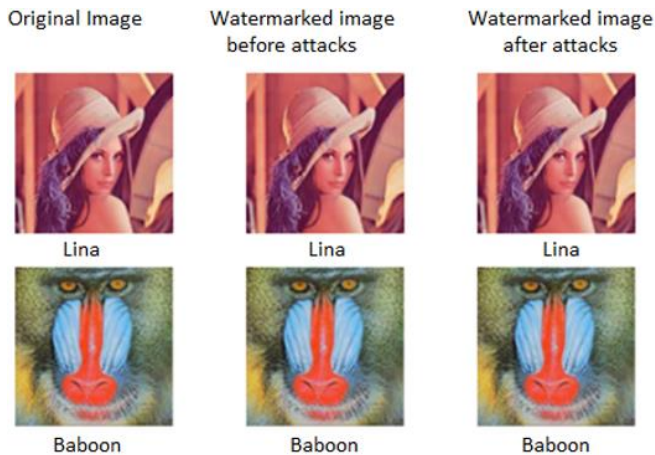 Original Image
Watermarked image
before attacks
Watermarked image
after attacks
Lina
Lina
Lina
Baboon
Baboon
Baboon